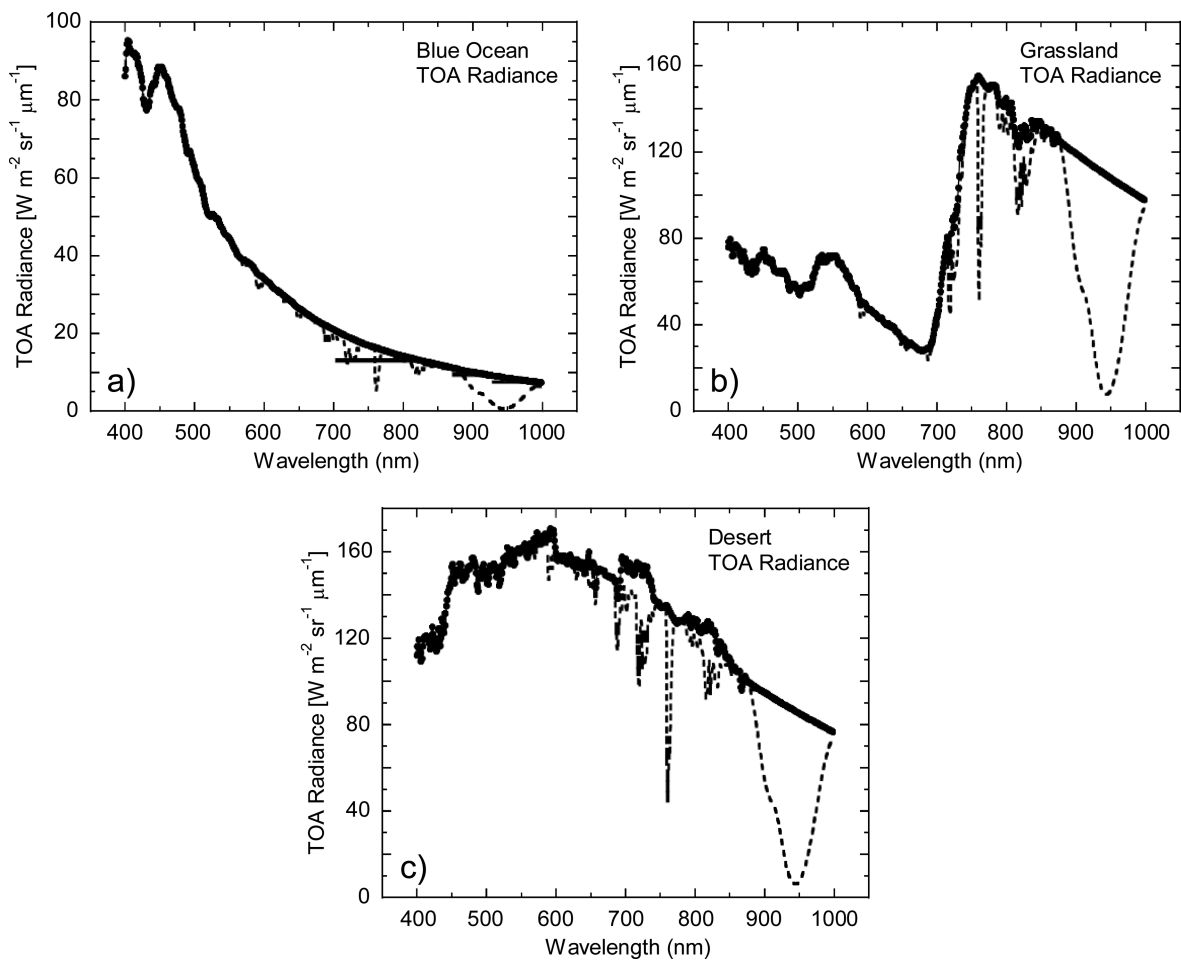 Blue Ocean
TOA Radiance
TOA Radiance [W m-2 sr-1 μm-1]
100
80
60
40
20
0
a)
400 500 600 700 800 900 1000
Wavelength (nm)
Grassland
TOA Radiance
TOA Radiance [W m-2 sr-1 μm-1]
160
120
80
40
0
b)
400 500 600 700 800 900 1000
Wavelength (nm)
Desert
TOA Radiance
TOA Radiance [W m-2 sr-1 μm-1]
160
120
80
40
0
c)
400 500 600 700 800 900 1000
Wavelength (nm)